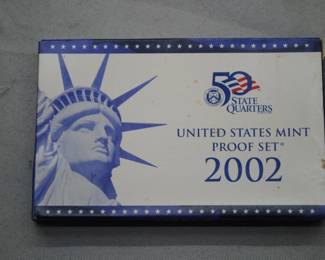 50
STATE
QUARTERS
UNITED STATES MINT
PROOF SET®
2002